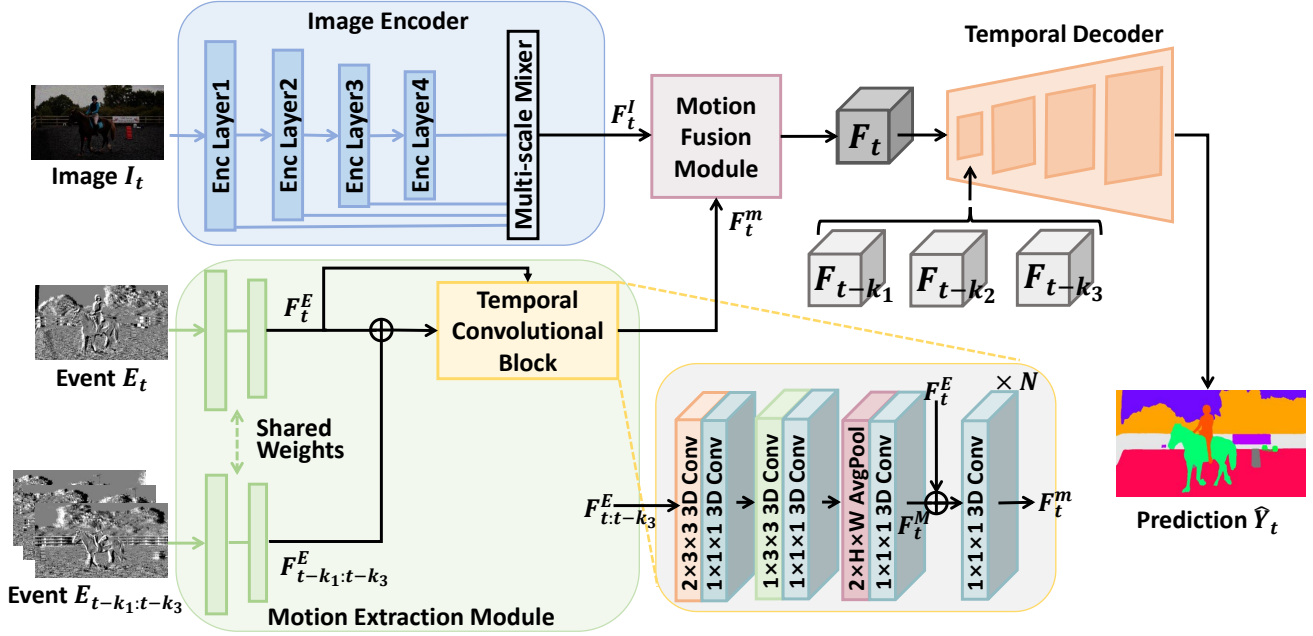 Image Encoder
Enc Layer1
Enc Layer2
Enc Layer3
Enc Layer4
Multi-scale Mixer
Image I_t
F_t^I
Motion
Fusion
Module
F_t
Temporal Decoder
F_{t-k_1}
F_{t-k_2}
F_{t-k_3}
F_t^m
Event E_t
F_t^E
⊕
Temporal
Convolutional
Block
Shared
Weights
Event E_{t-k_1:t-k_3}
F_{t-k_1:t-k_3}^E
Motion Extraction Module
F_{t:t-k_3}^E
2×3×3 3D Conv
1×1×1 3D Conv
1×3×3 3D Conv
1×1×1 3D Conv
2×H×W AvgPool
1×1×1 3D Conv
F_t^M
F_t^E
⊕
1×1×1 3D Conv
× N
F_t^m
Prediction Ŷ_t